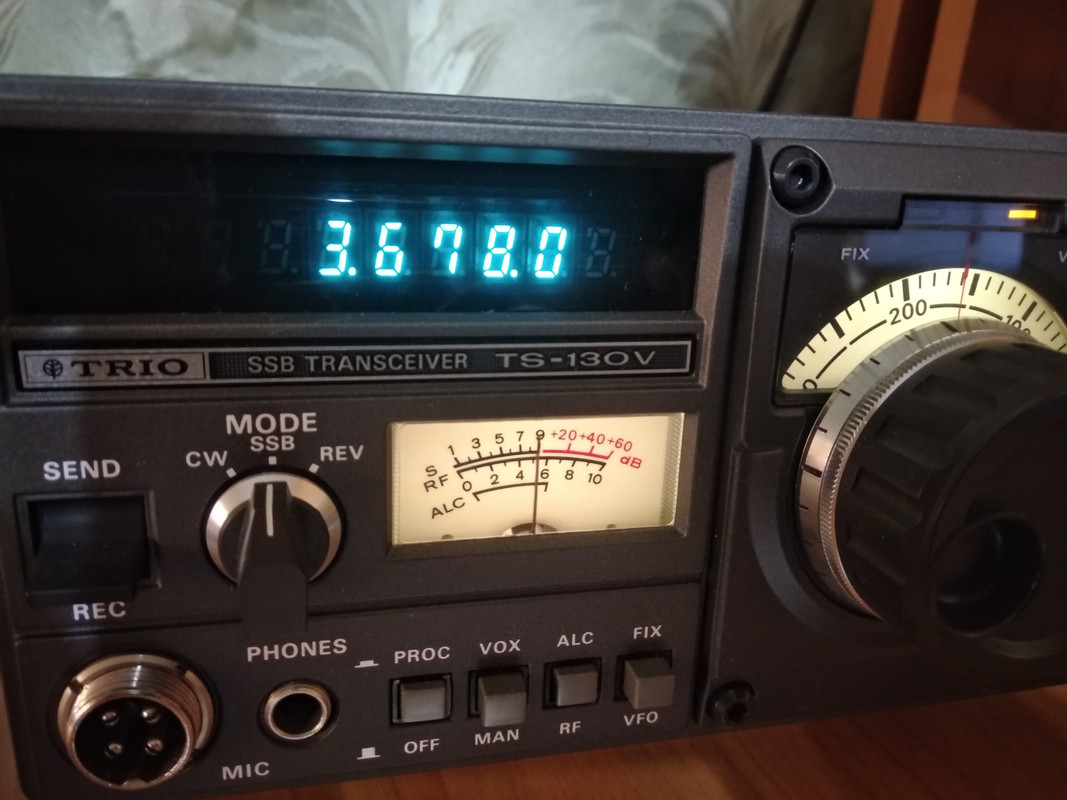 3.678.0
FIX
200
TRIO SSB TRANSCEIVER TS-130V
MODE
CW SSB REV
SEND
REC
1 3 5 7 9 +20 +40 +60
S
dB
RF
0 2 4 6 8 10
ALC
PHONES
PROC VOX ALC FIX
OFF MAN RF VFO
MIC